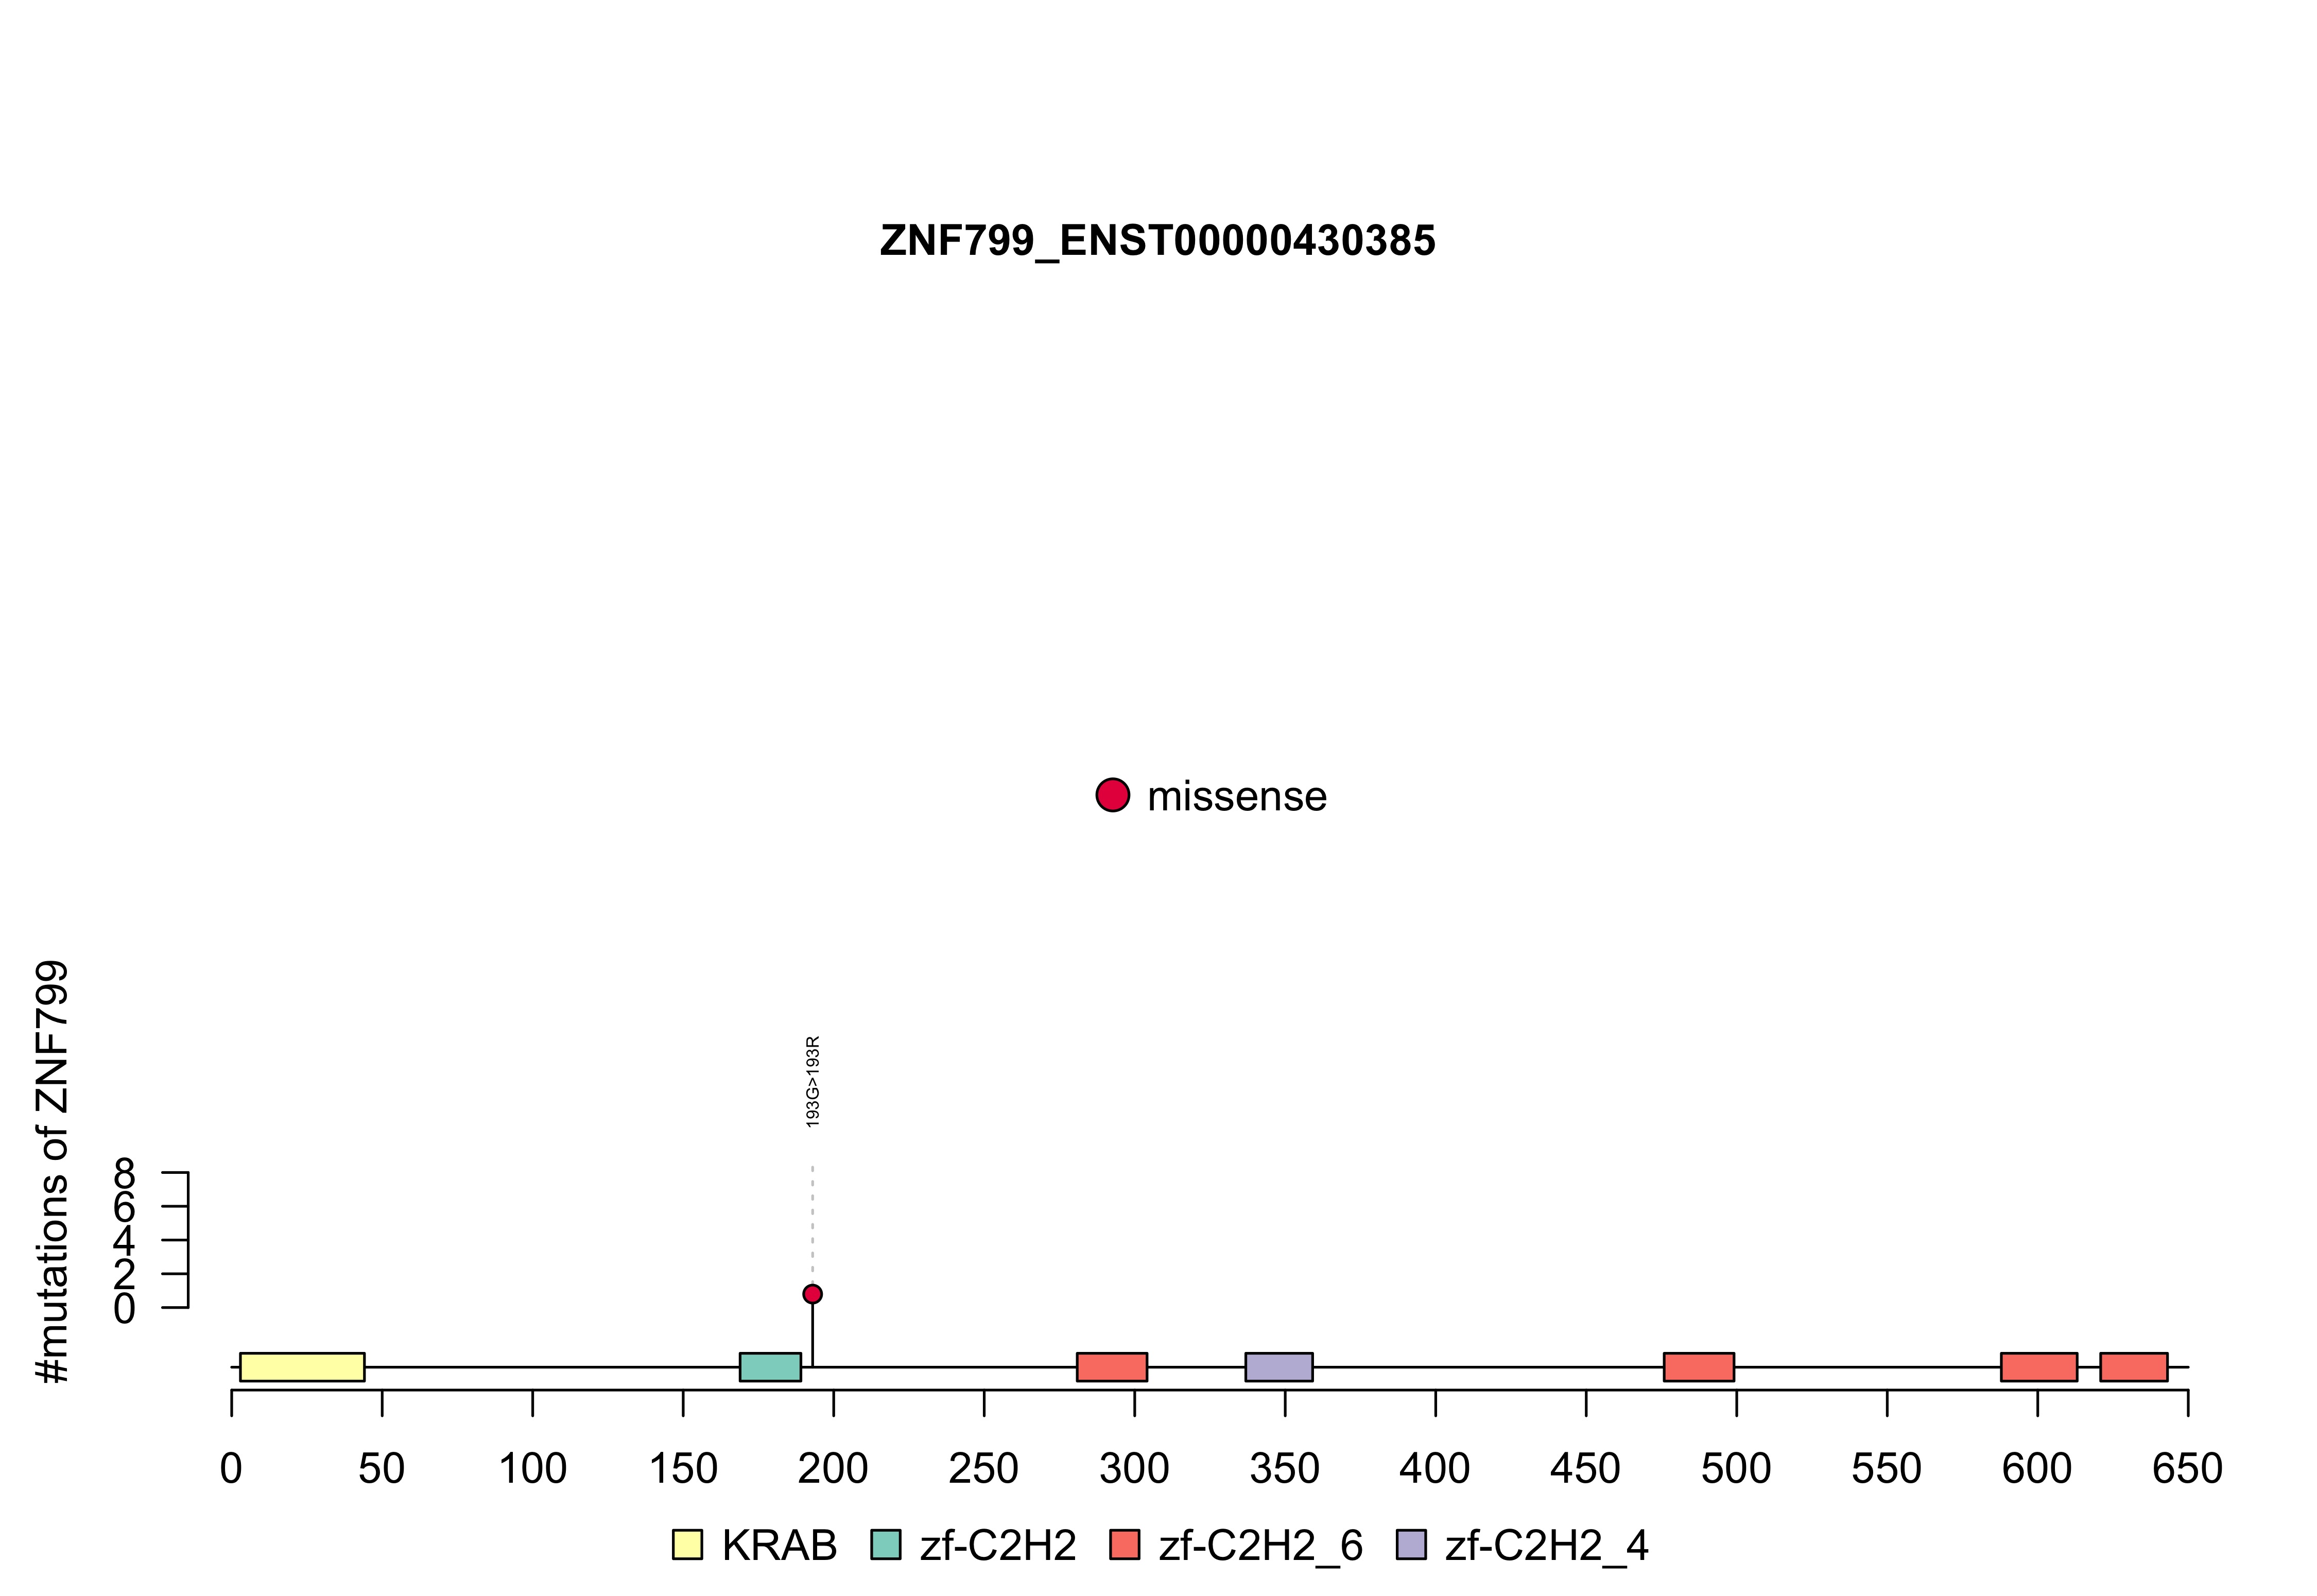 ZNF799_ENST00000430385
missense
#mutations of ZNF799
193G>193R
8
6
4
2
0
0 50 100 150 200 250 300 350 400 450 500 550 600 650
KRAB zf-C2H2 zf-C2H2_6 zf-C2H2_4